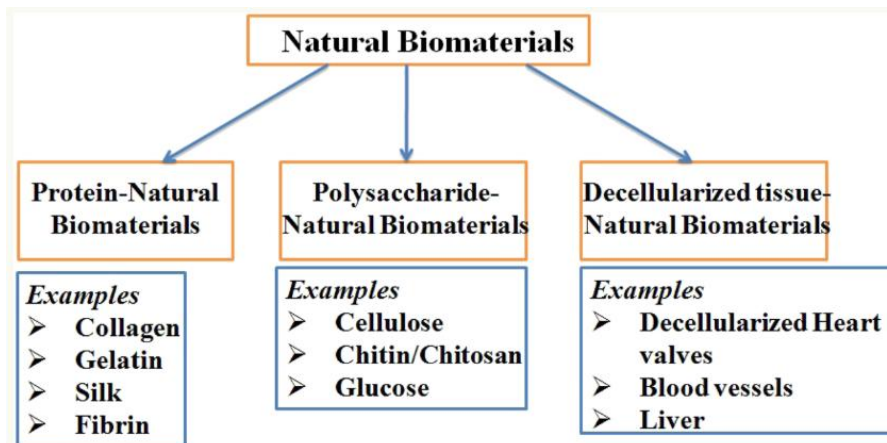 Natural Biomaterials
Protein-Natural
Biomaterials
Examples
➢ Collagen
➢ Gelatin
➢ Silk
➢ Fibrin
Polysaccharide-
Natural Biomaterials
Examples
➢ Cellulose
➢ Chitin/Chitosan
➢ Glucose
Decellularized tissue-
Natural Biomaterials
Examples
➢ Decellularized Heart
valves
➢ Blood vessels
➢ Liver